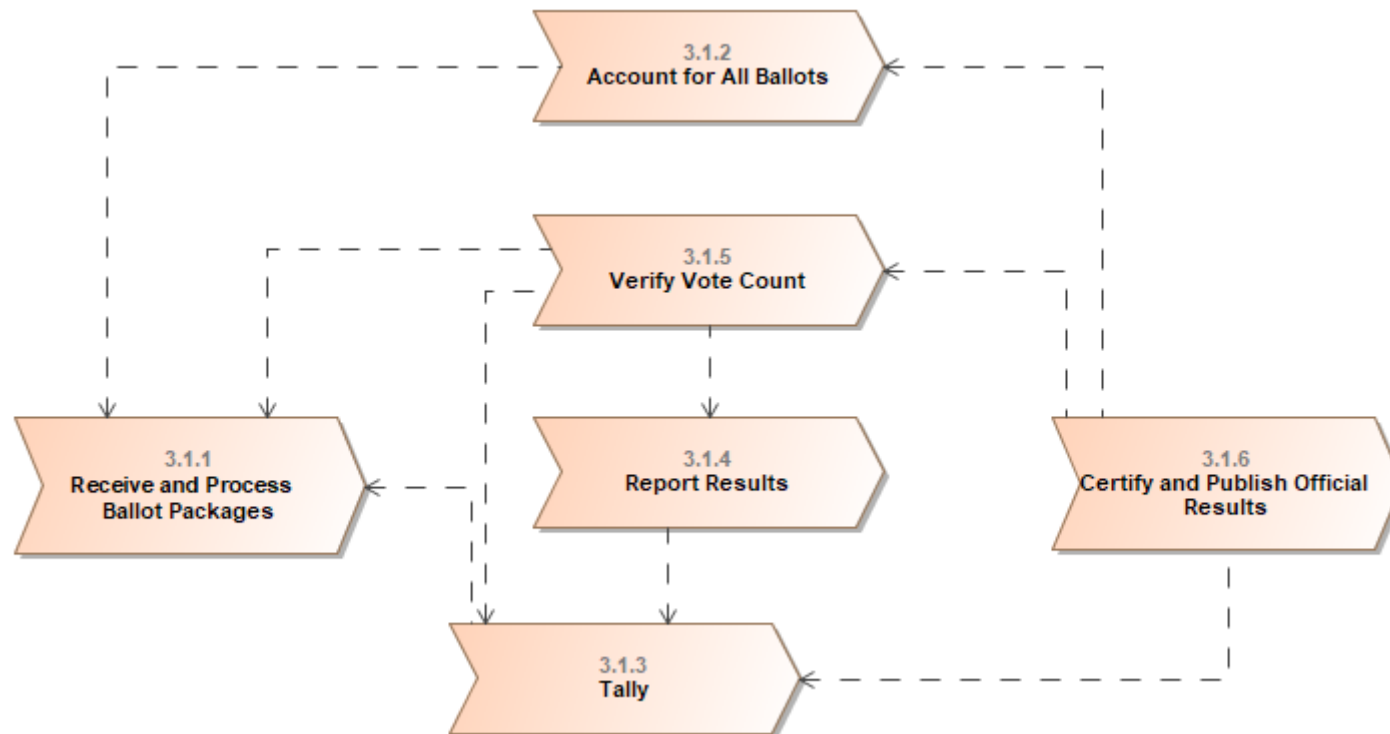 3.1.2
Account for All Ballots
3.1.5
Verify Vote Count
3.1.1
Receive and Process
Ballot Packages
3.1.4
Report Results
3.1.6
Certify and Publish Official
Results
3.1.3
Tally